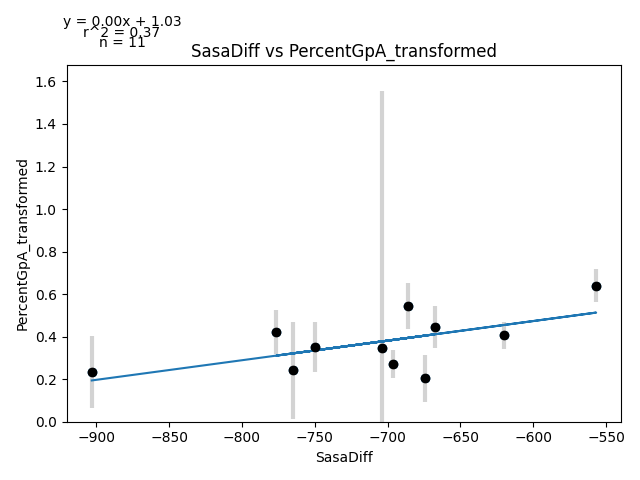 y = 0.00x + 1.03
r^2 = 0.37
n = 11
SasaDiff vs PercentGpA_transformed
1.6
1.4
1.2
1.0
0.8
0.6
0.4
0.2
0.0
PercentGpA_transformed
−900 −850 −800 −750 −700 −650 −600 −550
SasaDiff